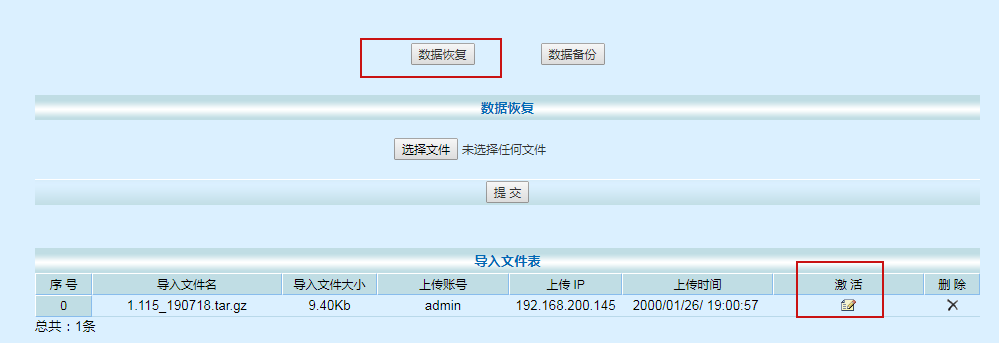 数据恢复 数据备份
数据恢复
选择文件 未选择任何文件
提 交
导入文件表
序 号 导入文件名 导入文件大小 上传账号 上传 IP 上传时间 激 活 删 除
0 1.115_190718.tar.gz 9.40Kb admin 192.168.200.145 2000/01/26/ 19:00:57
总共：1条